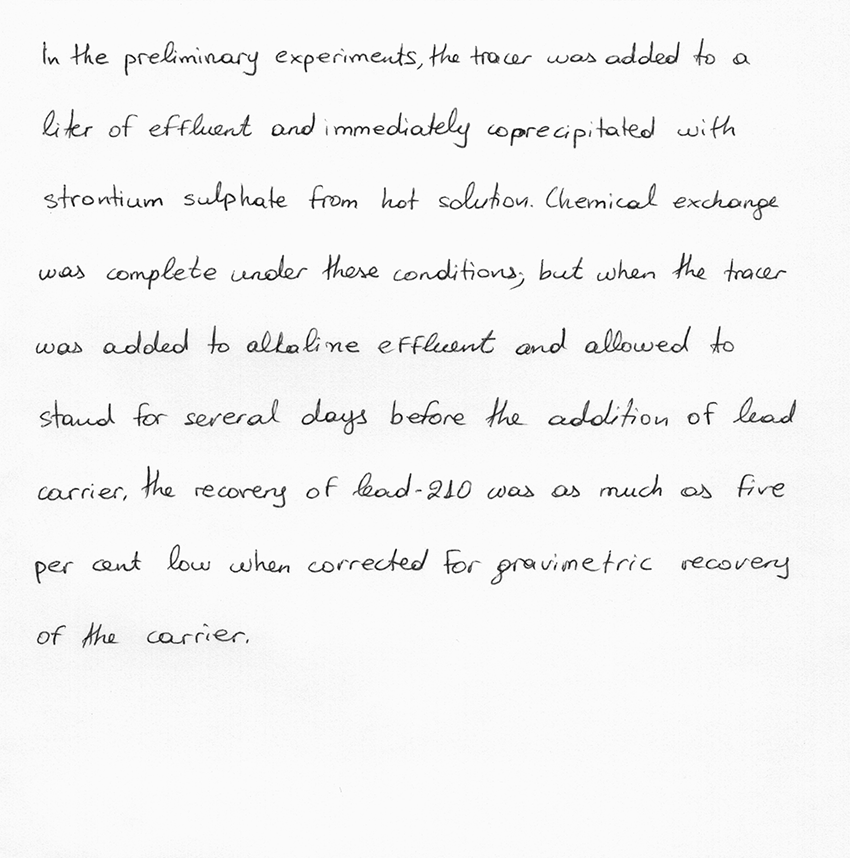 In the preliminary experiments, the tracer was added to a
liter of effluent and immediately coprecipitated with
strontium sulphate from hot solution. Chemical exchange
was complete under these conditions; but when the tracer
was added to alkaline effluent and allowed to
stand for several days before the addition of lead
carrier, the recovery of lead-210 was as much as five
per cent low when corrected for gravimetric recovery
of the carrier.